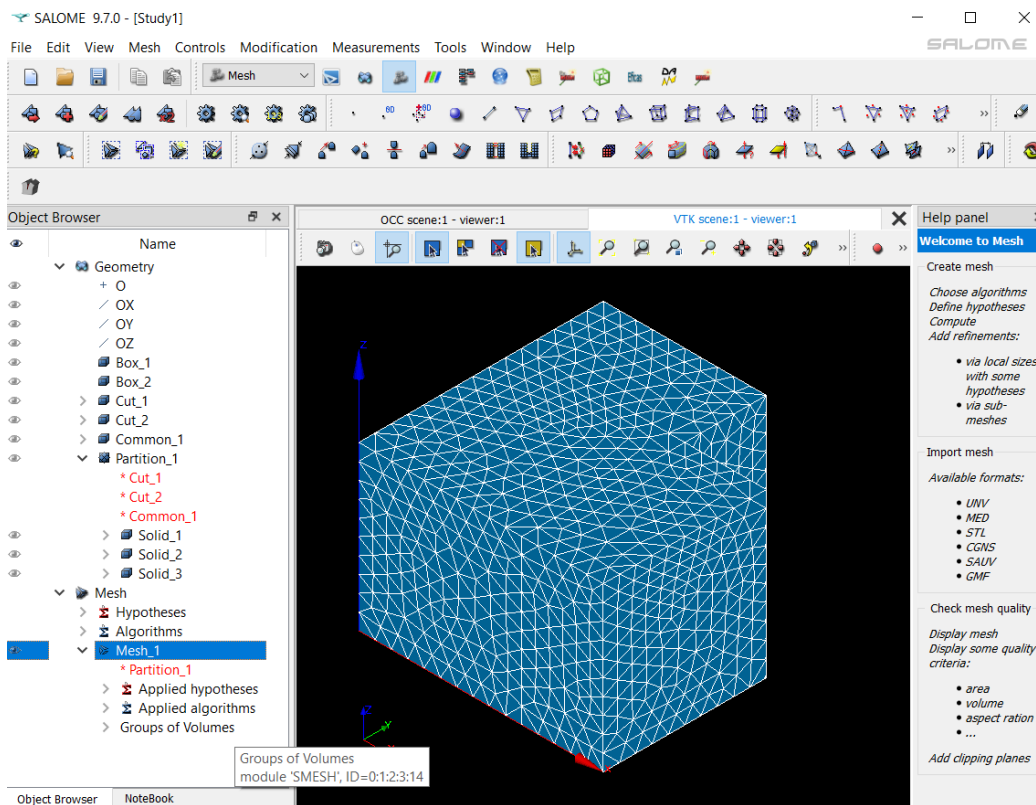 SALOME 9.7.0 - [Study1]
File Edit View Mesh Controls Modification Measurements Tools Window Help
SALOME
Mesh
Object Browser
Name
Geometry
O
OX
OY
OZ
Box_1
Box_2
Cut_1
Cut_2
Common_1
Partition_1
* Cut_1
* Cut_2
* Common_1
Solid_1
Solid_2
Solid_3
Mesh
Hypotheses
Algorithms
Mesh_1
* Partition_1
Applied hypotheses
Applied algorithms
Groups of Volumes
Groups of Volumes
module 'SMESH', ID=0:1:2:3:14
Object Browser NoteBook
OCC scene:1 - viewer:1 VTK scene:1 - viewer:1
Z
Z
Y
Help panel
Welcome to Mesh
Create mesh
Choose algorithms
Define hypotheses
Compute
Add refinements:
• via local sizes
with some
hypotheses
• via sub-
meshes
Import mesh
Available formats:
• UNV
• MED
• STL
• CGNS
• SAUV
• GMF
Check mesh quality
Display mesh
Display some quality
criteria:
• area
• volume
• aspect ration
• ...
Add clipping planes